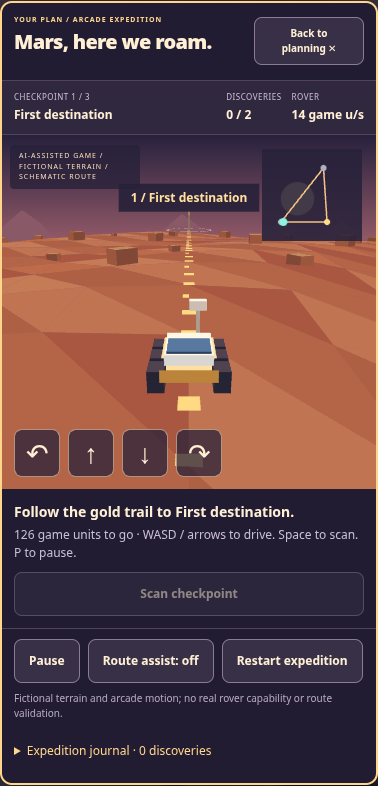 YOUR PLAN / ARCADE EXPEDITION
Mars, here we roam.
Back to
planning ×
CHECKPOINT 1 / 3
First destination
DISCOVERIES
0 / 2
ROVER
14 game u/s
AI-ASSISTED GAME /
FICTIONAL TERRAIN /
SCHEMATIC ROUTE
1 / First destination
↶ ↑ ↓ ↷
Follow the gold trail to First destination.
126 game units to go · WASD / arrows to drive. Space to scan.
P to pause.
Scan checkpoint
Pause
Route assist: off
Restart expedition
Fictional terrain and arcade motion; no real rover capability or route
validation.
▶ Expedition journal · 0 discoveries